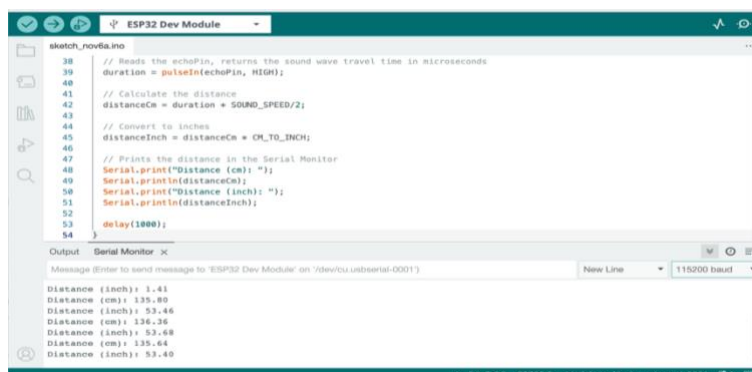 ESP32 Dev Module
sketch_nov6a.ino
38 // Reads the echoPin, returns the sound wave travel time in microseconds
39 duration = pulseIn(echoPin, HIGH);
40
41 // Calculate the distance
42 distanceCm = duration * SOUND_SPEED/2;
43
44 // Convert to inches
45 distanceInch = distanceCm * CM_TO_INCH;
46
47 // Prints the distance in the Serial Monitor
48 Serial.print("Distance (cm): ");
49 Serial.println(distanceCm);
50 Serial.print("Distance (inch): ");
51 Serial.println(distanceInch);
52
53 delay(1000);
54 }
Output Serial Monitor ×
Message (Enter to send message to 'ESP32 Dev Module' on '/dev/cu.usbserial-0001') New Line 115200 baud
Distance (inch): 1.41
Distance (cm): 135.80
Distance (inch): 53.46
Distance (cm): 136.36
Distance (inch): 53.68
Distance (cm): 135.64
Distance (inch): 53.40